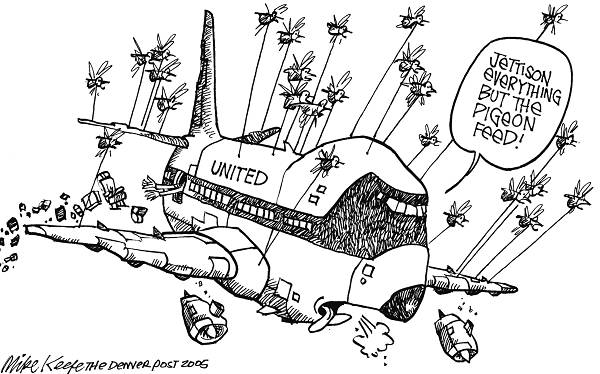 JETTISON
EVERYTHING
BUT THE
PIGEON
FEED!
UNITED
Mike Keefe THE DENVER POST 2005